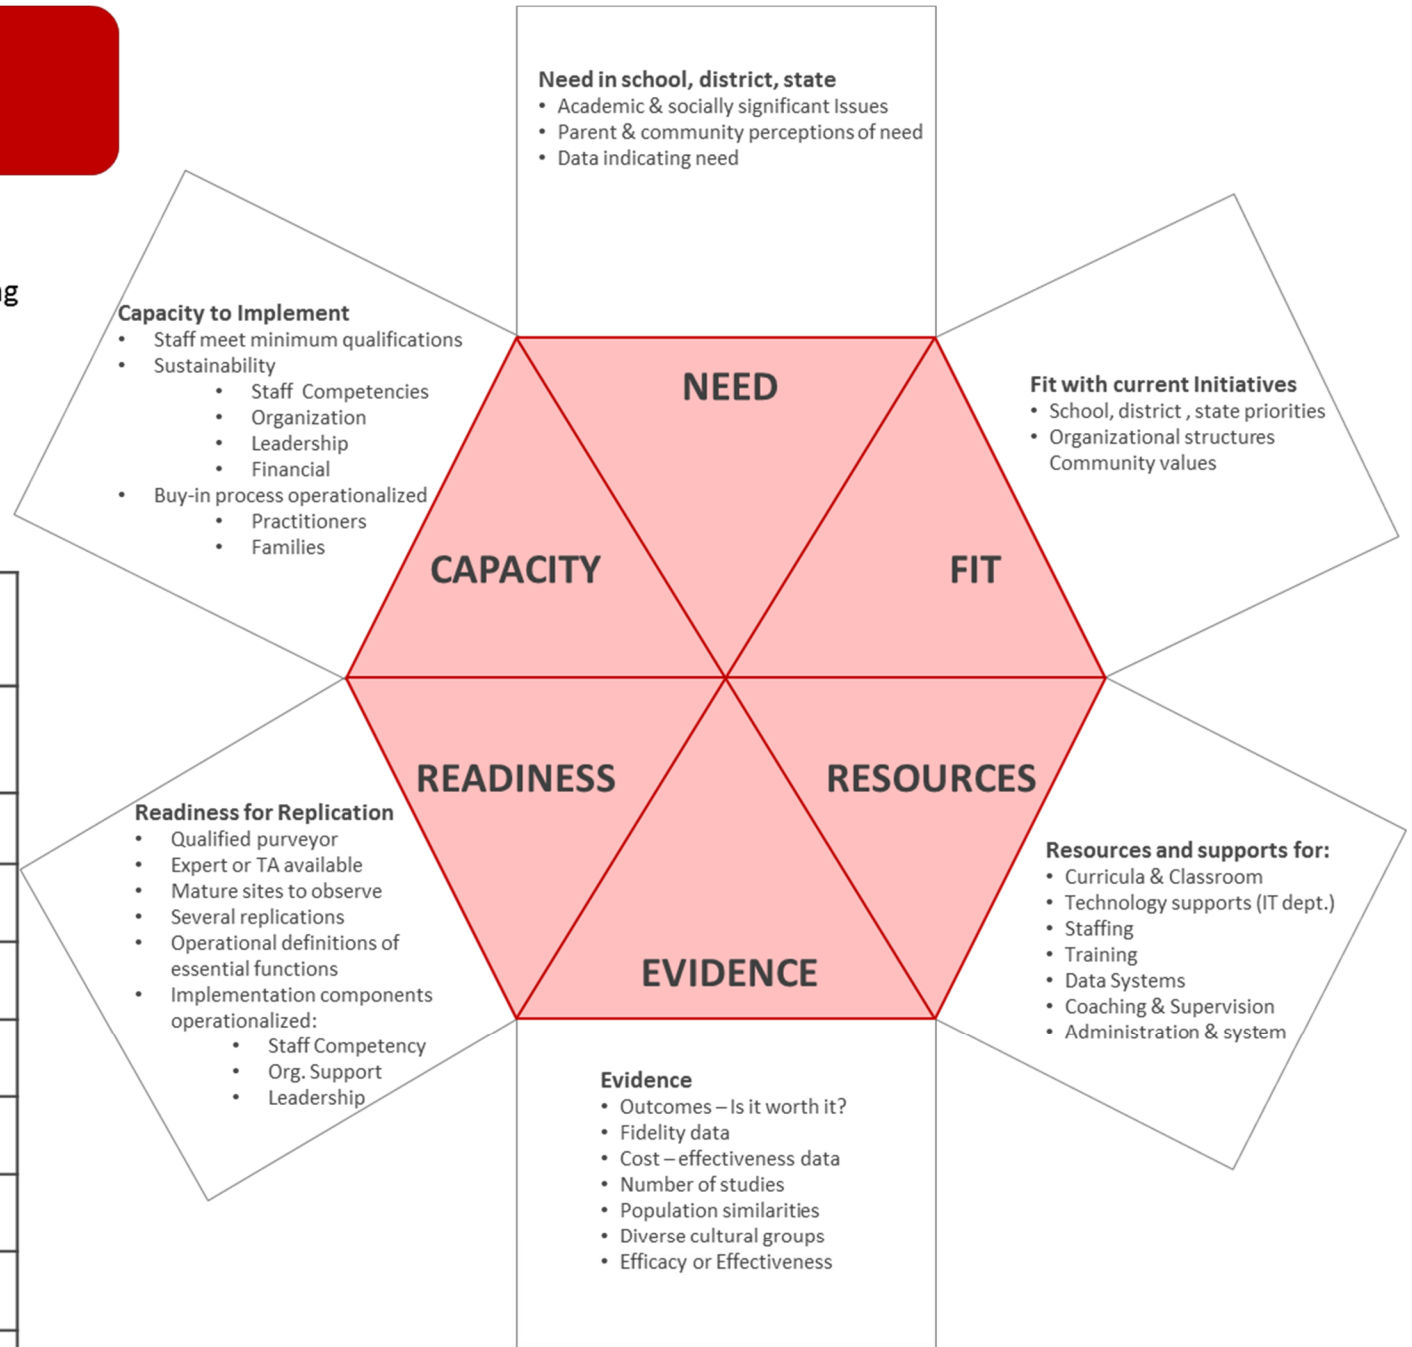 Need in school, district, state
• Academic & socially significant Issues
• Parent & community perceptions of need
• Data indicating need
Capacity to Implement
• Staff meet minimum qualifications
• Sustainability
• Staff Competencies
• Organization
• Leadership
• Financial
• Buy-in process operationalized
• Practitioners
• Families
Fit with current Initiatives
• School, district , state priorities
• Organizational structures
Community values
NEED
CAPACITY
FIT
READINESS
RESOURCES
EVIDENCE
Readiness for Replication
• Qualified purveyor
• Expert or TA available
• Mature sites to observe
• Several replications
• Operational definitions of
essential functions
• Implementation components
operationalized:
• Staff Competency
• Org. Support
• Leadership
Resources and supports for:
• Curricula & Classroom
• Technology supports (IT dept.)
• Staffing
• Training
• Data Systems
• Coaching & Supervision
• Administration & system
Evidence
• Outcomes – Is it worth it?
• Fidelity data
• Cost – effectiveness data
• Number of studies
• Population similarities
• Diverse cultural groups
• Efficacy or Effectiveness